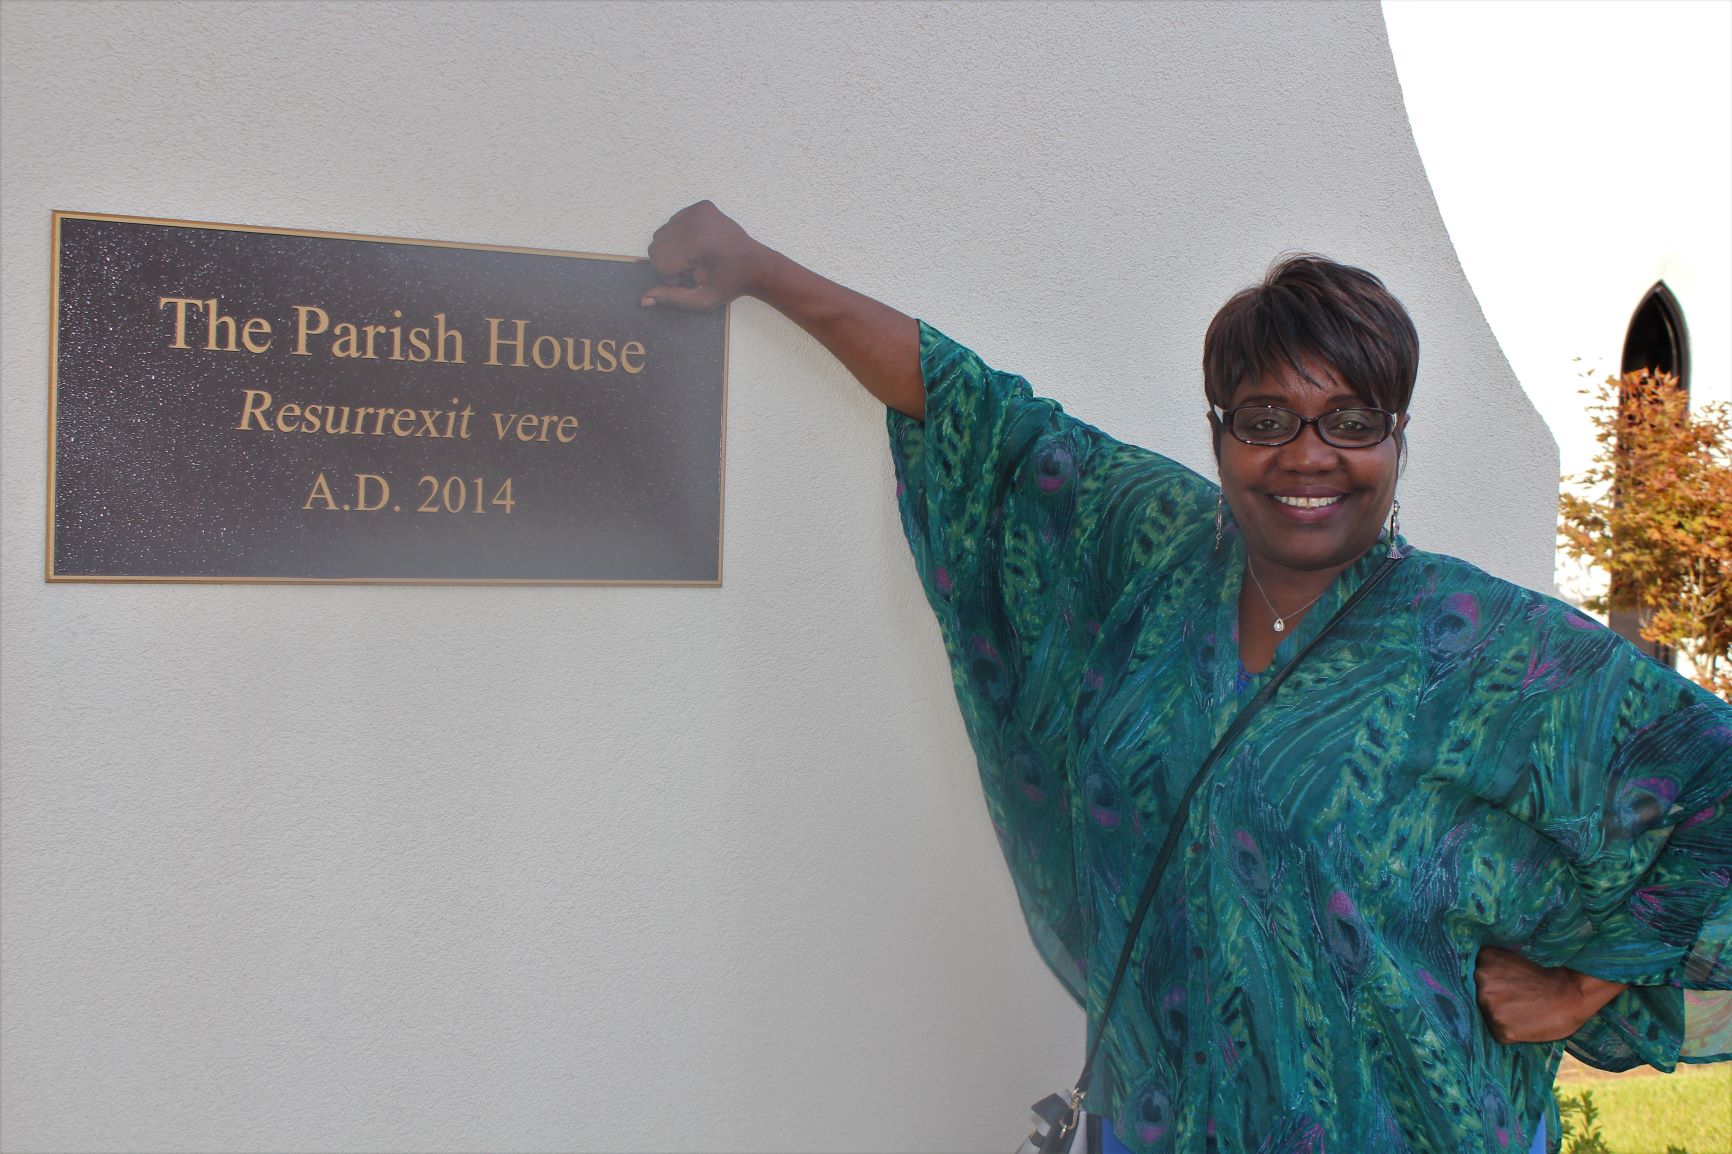 The Parish House
Resurrexit vere
A.D. 2014